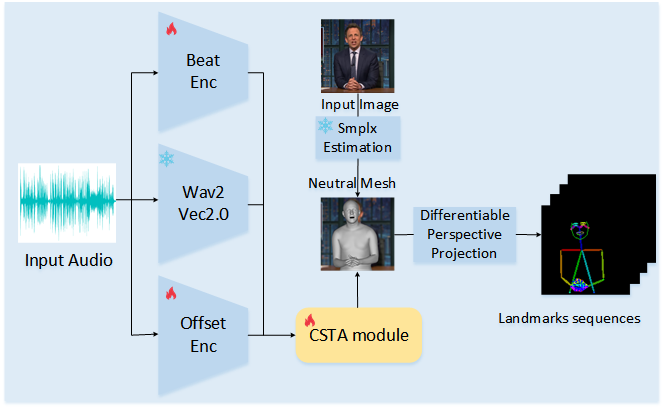 Beat
Enc
Input Image
Smplx
Estimation
Wav2
Vec2.0
Neutral Mesh
Input Audio
Differentiable
Perspective
Projection
Offset
Enc
CSTA module
Landmarks sequences